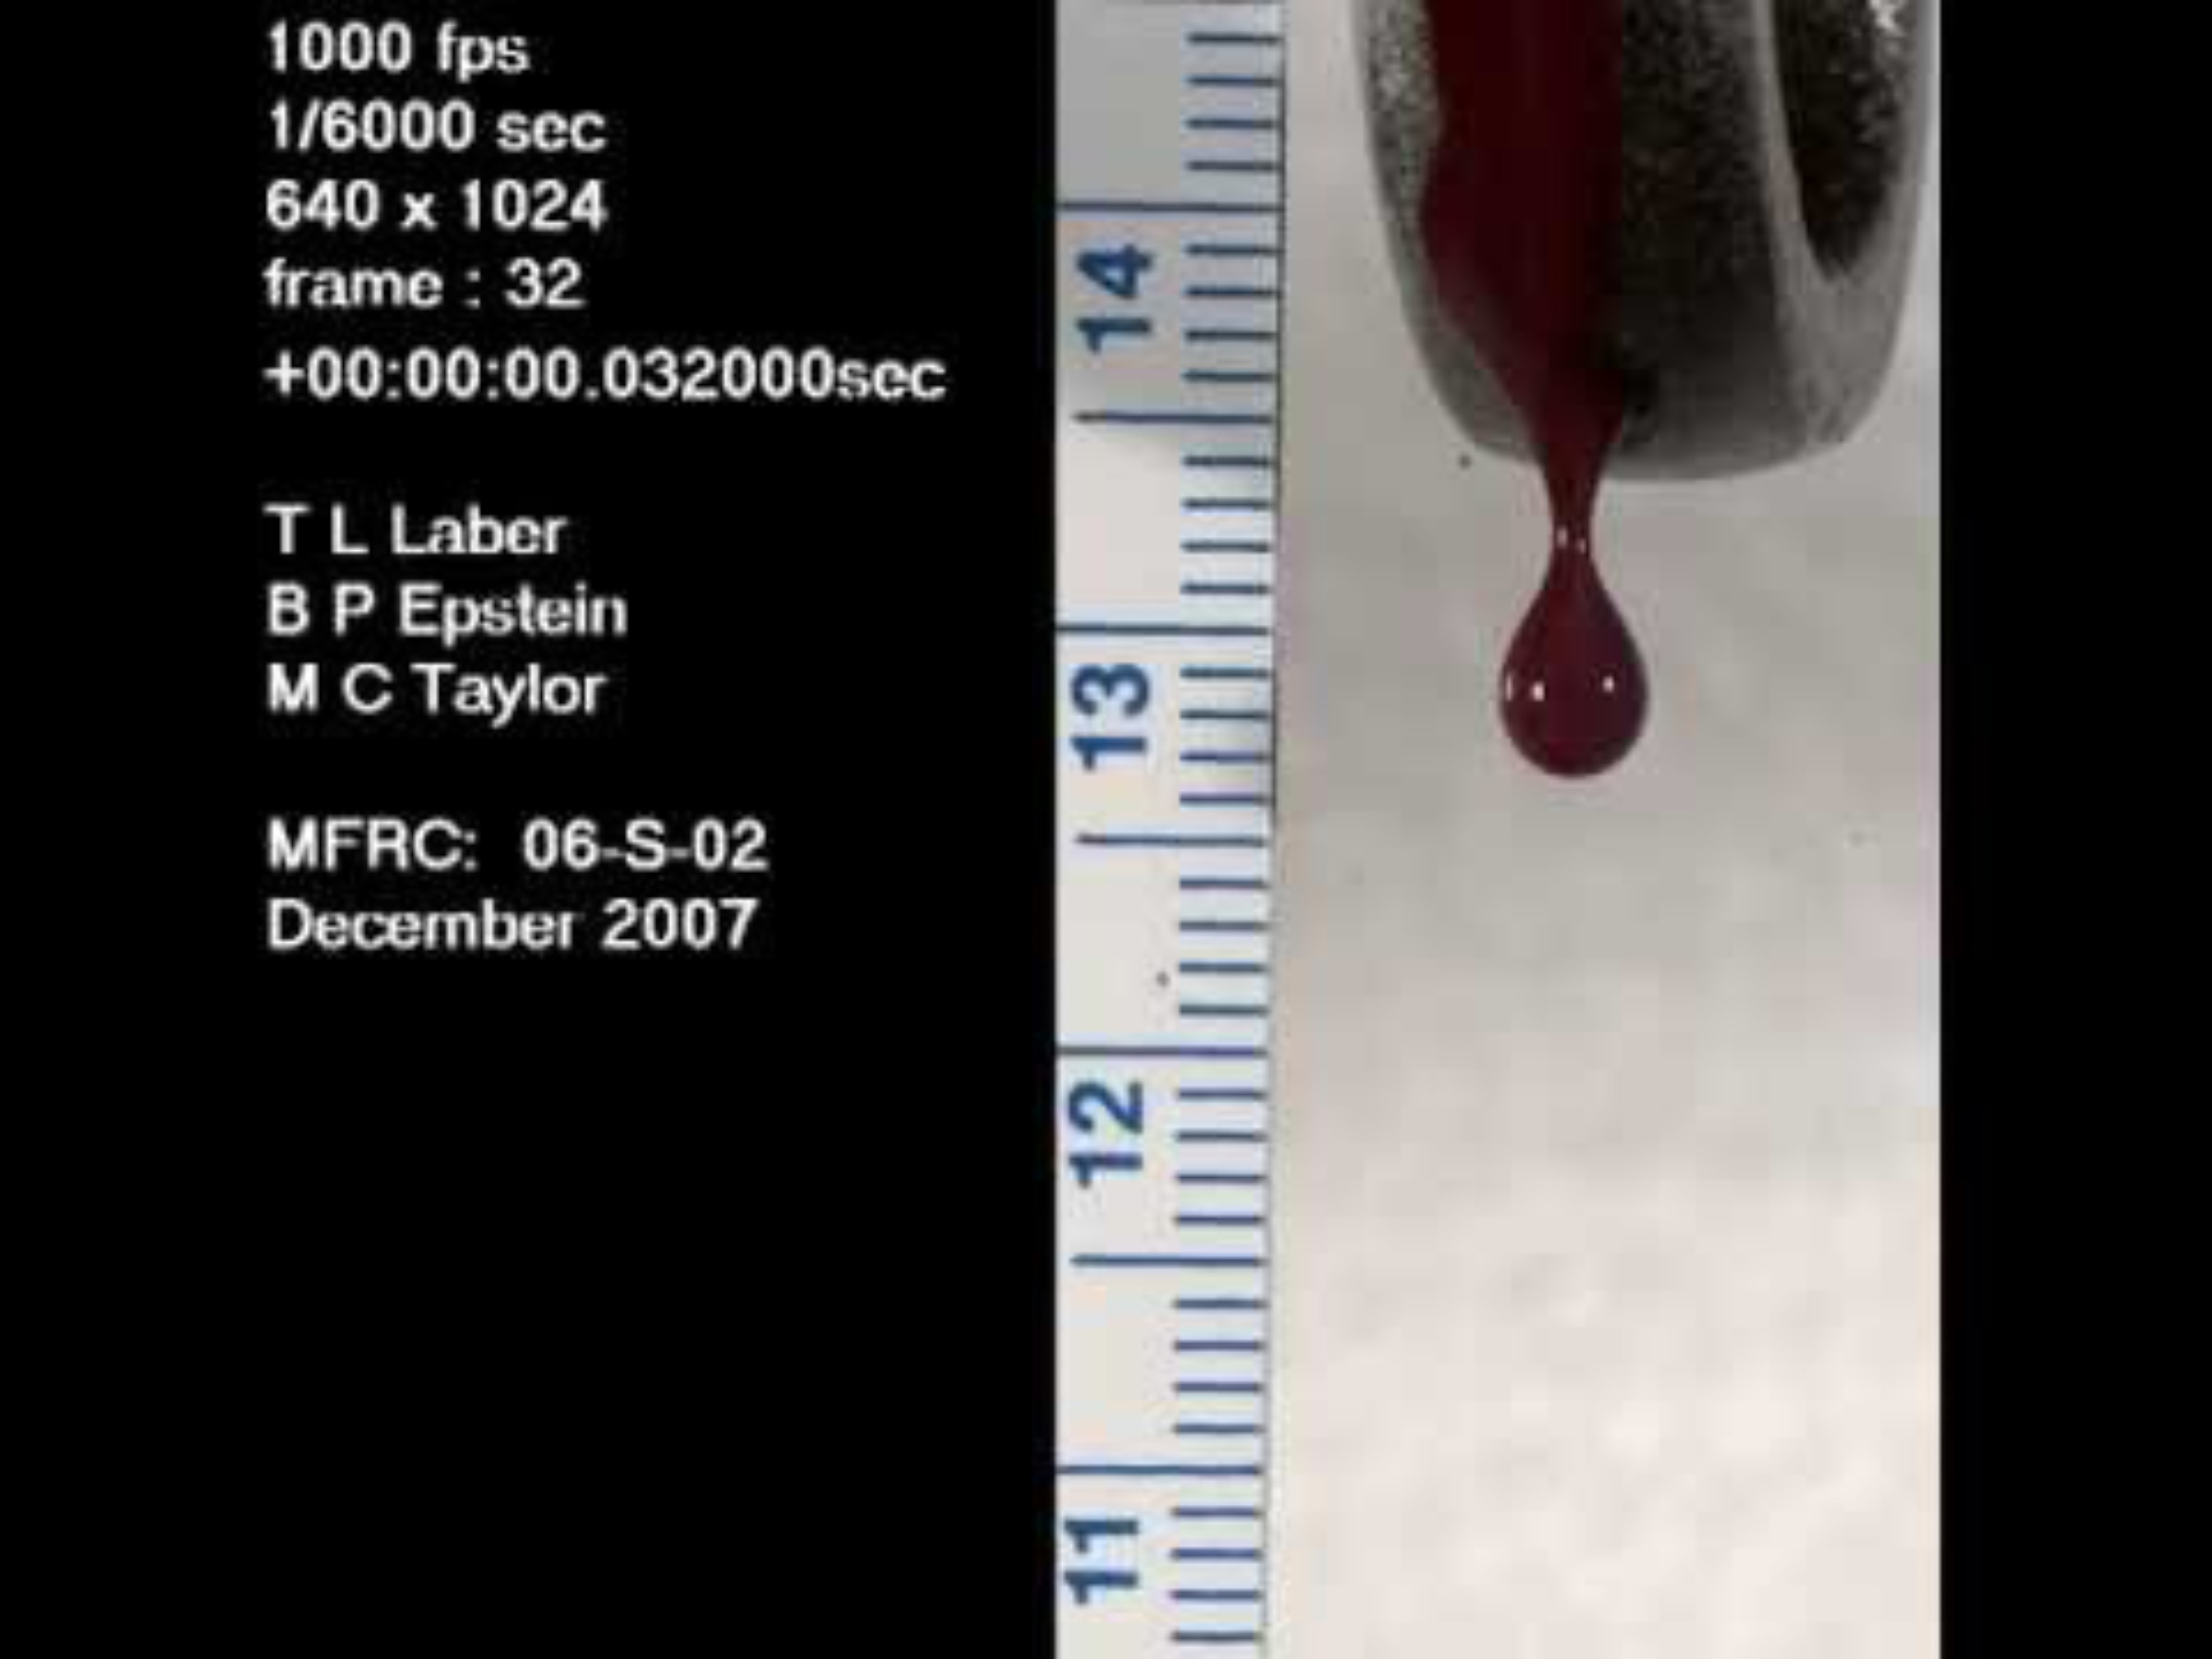 1000 fps
1/6000 sec
640 x 1024
frame : 32
+00:00:00.032000sec
T L Laber
B P Epstein
M C Taylor
MFRC: 06-S-02
December 2007
14
13
12
11